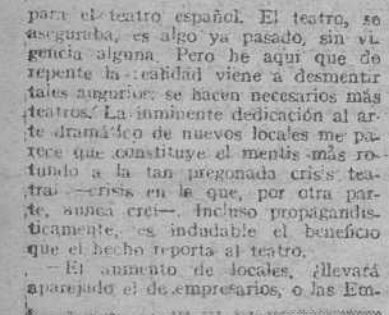 para el teatro español. El teatro, se
aseguraba, es algo ya pasado, sin vi
gencia alguna. Pero he aquí que de
repente la realidad viene a desmentir
tales augurios: se hacen necesarios más
teatros. La inminente dedicación al ar-
te dramático de nuevos locales me pa-
rece que constituye el mentis más ro-
tundo a la tan pregonada crisis tea-
tral —crisis en la que, por otra par-
te, nunca creí—. Incluso propagandis-
ticamente, es indudable el beneficio
que el hecho reporta al teatro.
—El aumento de locales, ¿llevará
aparejado el de empresarios, o las Em-